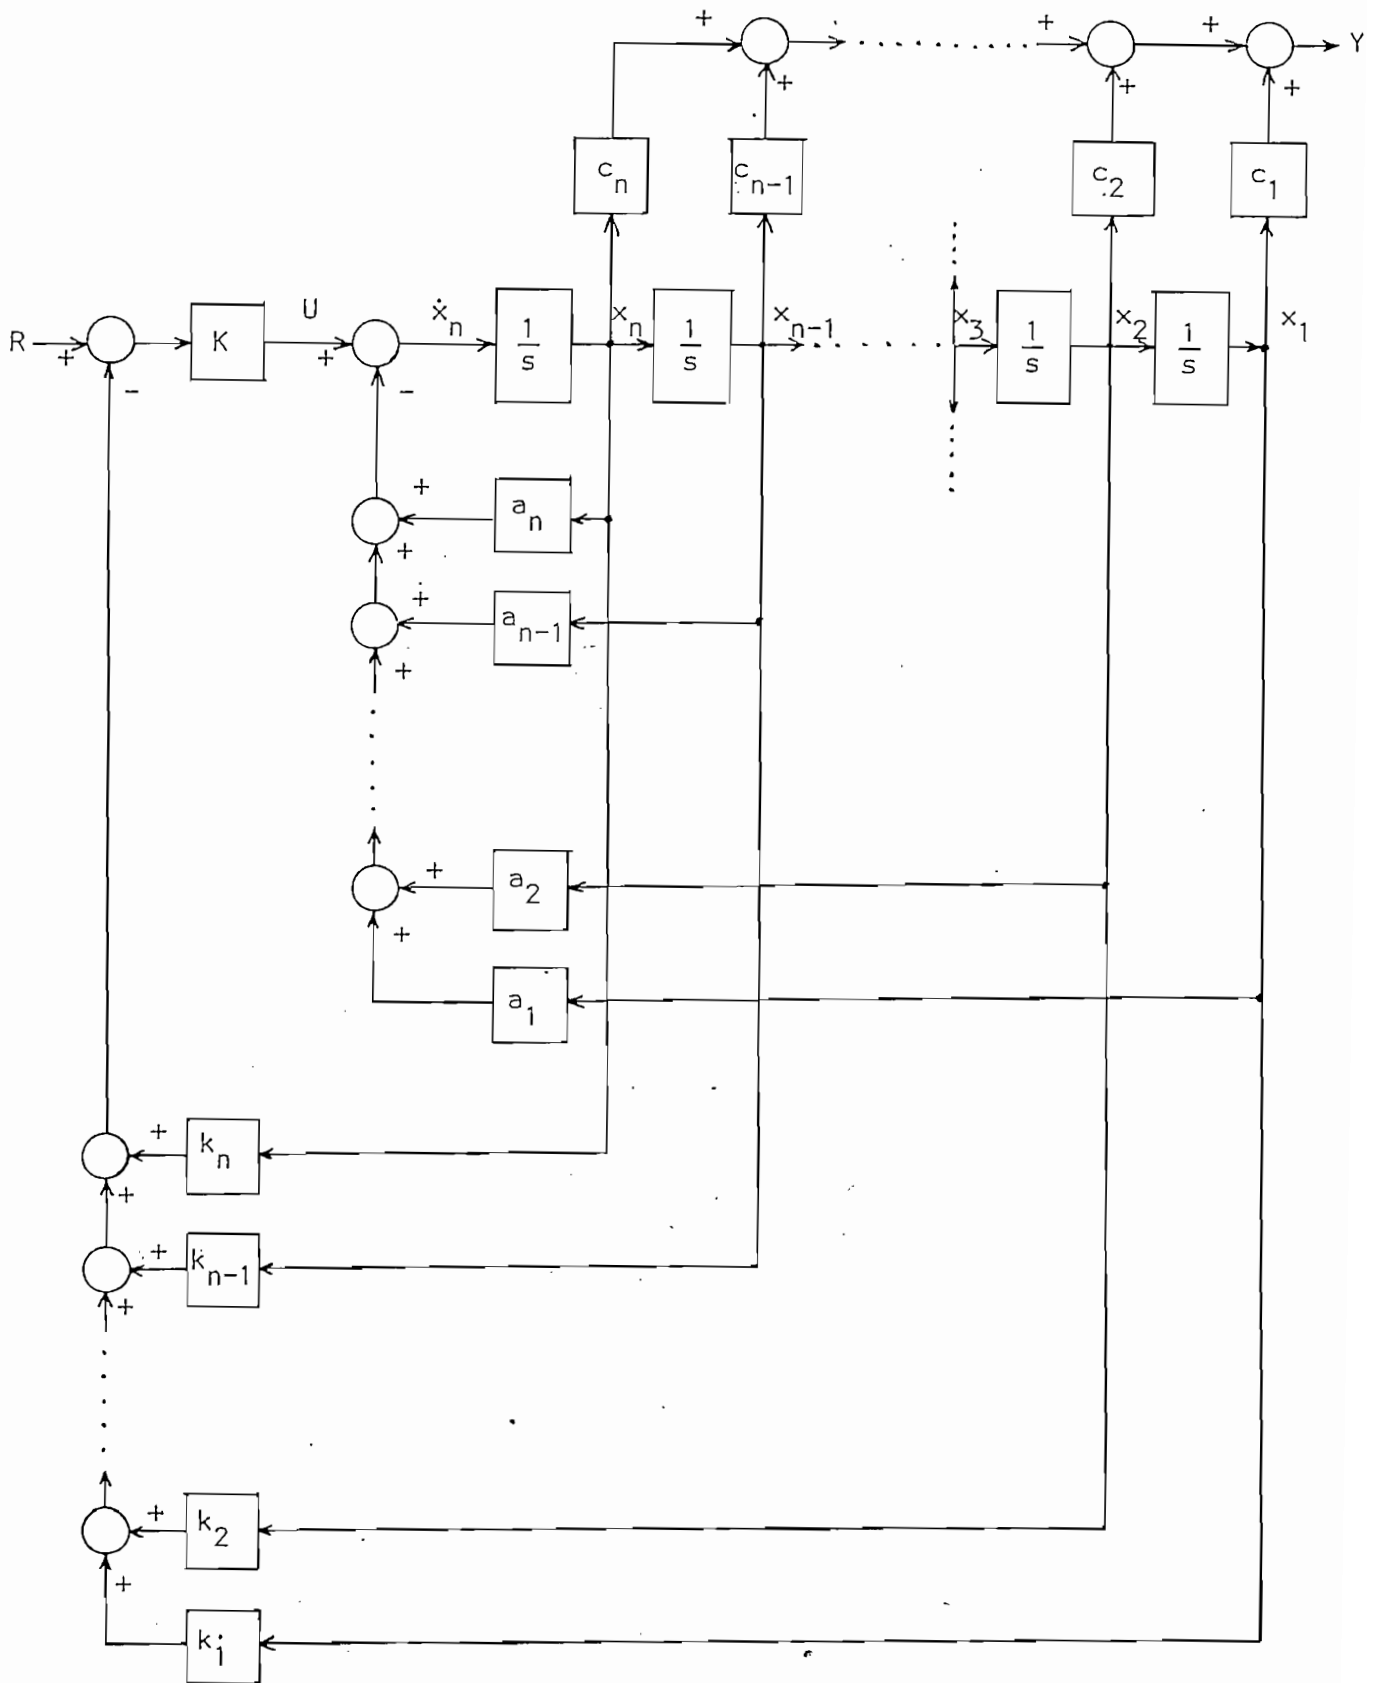 + + + Y
+ + +
c_n c_{n-1} c_2 c_1
R + K U + ẋ_n 1/s x_n 1/s x_{n-1} x_3 1/s x_2 1/s x_1
- -
+ a_n
+
+ a_{n-1}
+
+ a_2
+
a_1
+ k_n
+
+ k_{n-1}
+
+ k_2
+
k_1